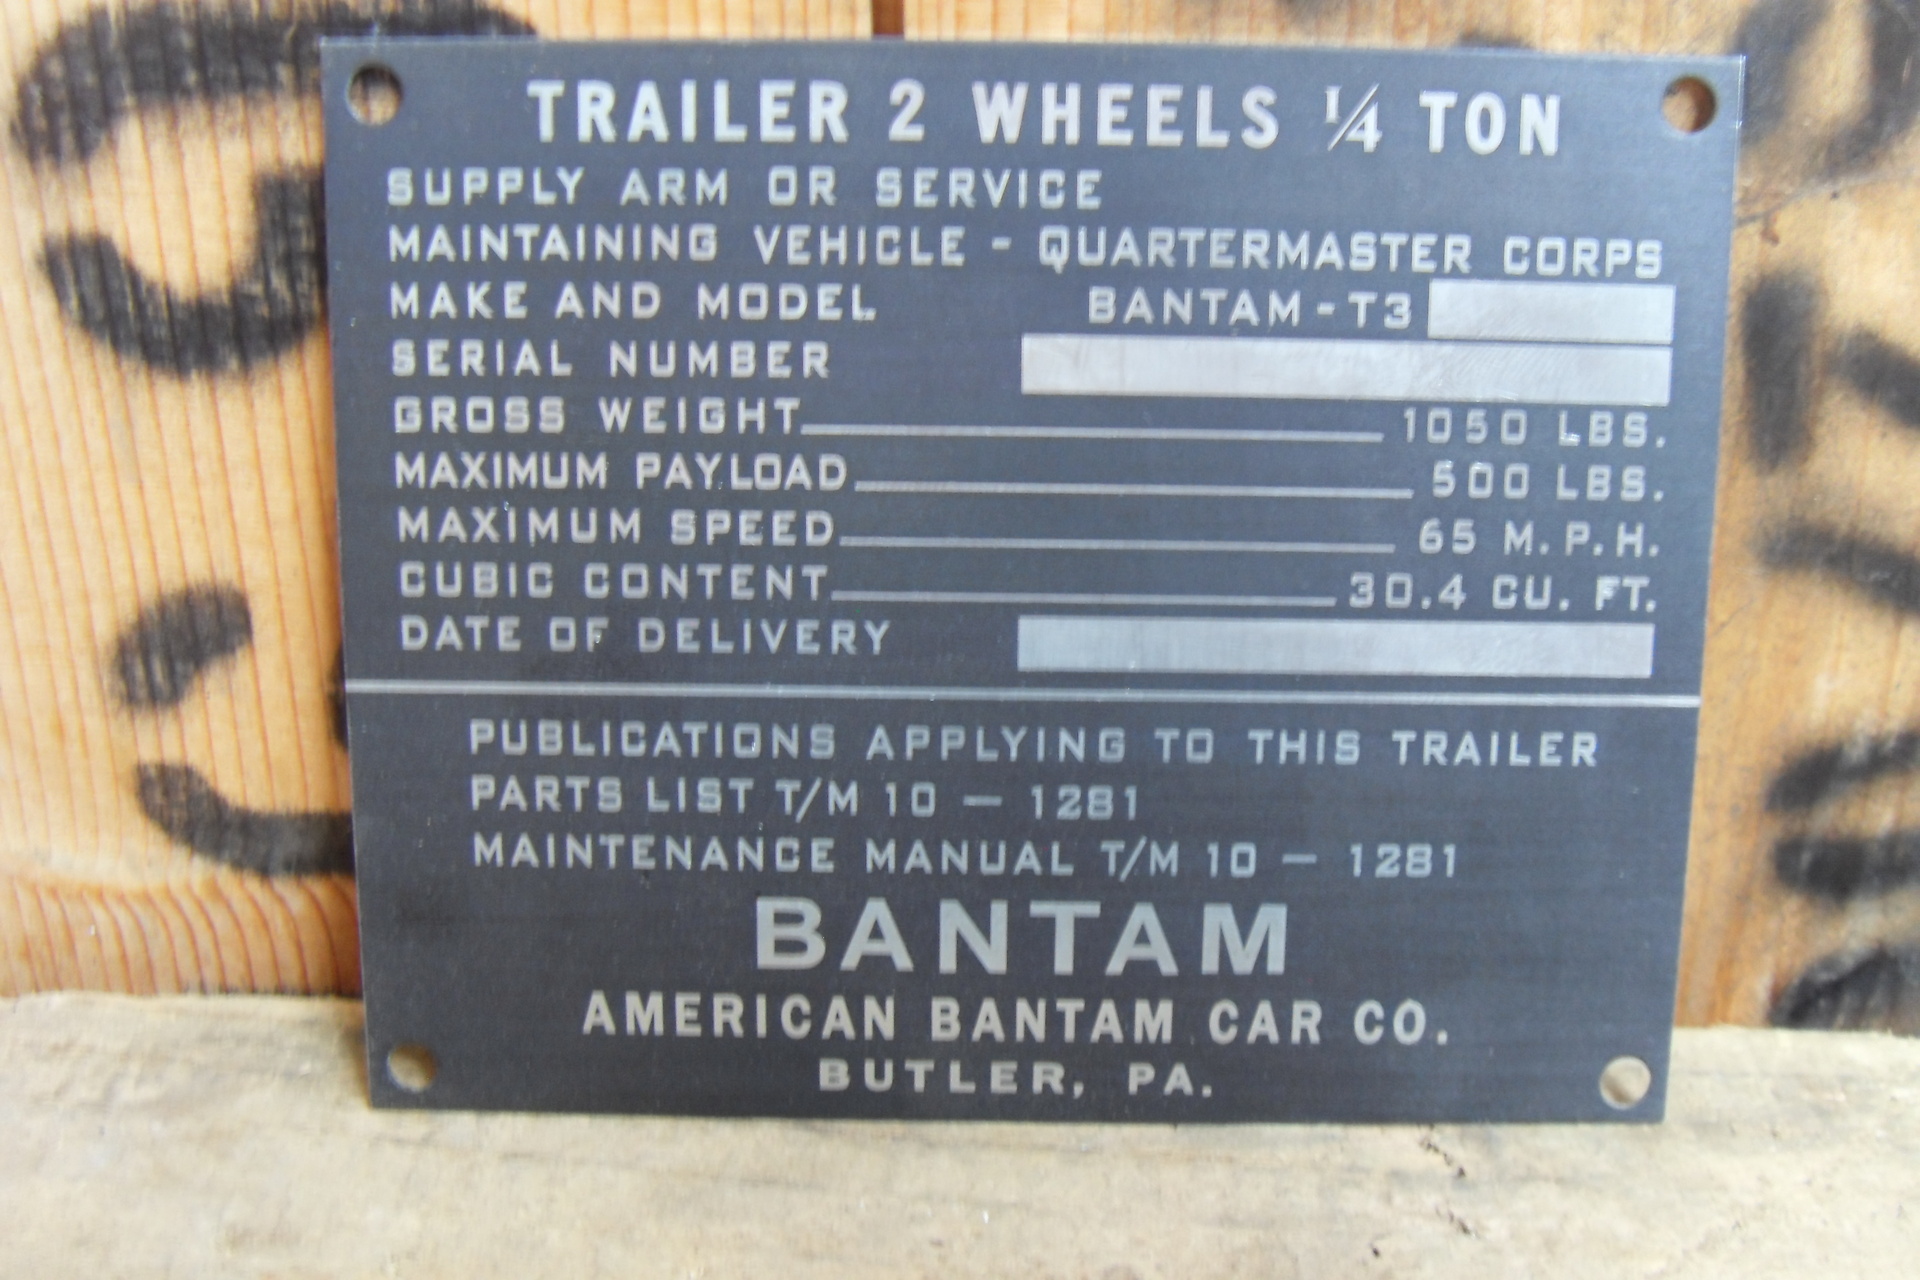 TRAILER 2 WHEELS 1/4 TON
SUPPLY ARM OR SERVICE
MAINTAINING VEHICLE - QUARTERMASTER CORPS
MAKE AND MODEL BANTAM-T3
SERIAL NUMBER
GROSS WEIGHT 1050 LBS.
MAXIMUM PAYLOAD 500 LBS.
MAXIMUM SPEED 65 M.P.H.
CUBIC CONTENT 30.4 CU. FT.
DATE OF DELIVERY
PUBLICATIONS APPLYING TO THIS TRAILER
PARTS LIST T/M 10 — 1281
MAINTENANCE MANUAL T/M 10 — 1281
BANTAM
AMERICAN BANTAM CAR CO.
BUTLER, PA.